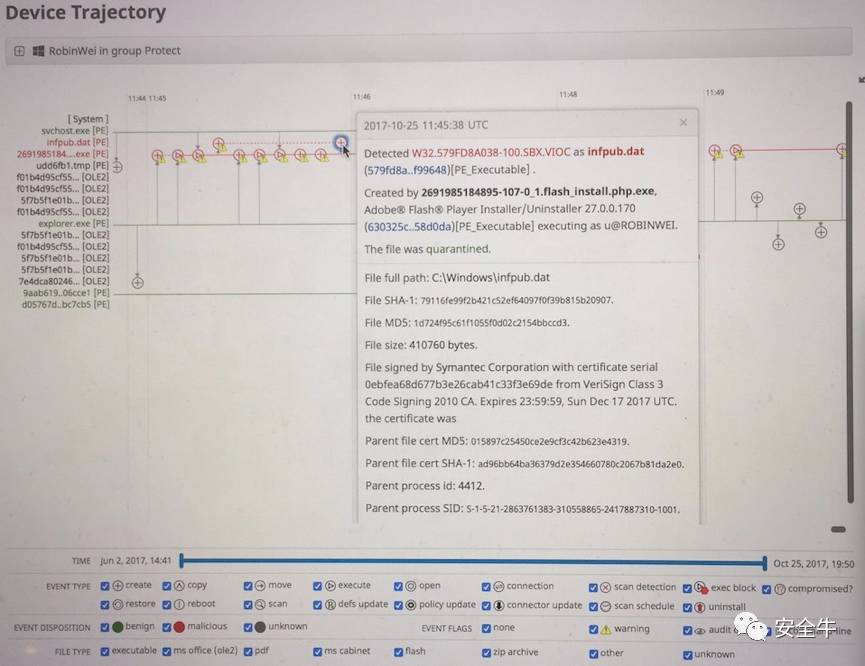 Device Trajectory
RobinWei in group Protect
11:44 11:45
11:46
11:48
11:49
[ System ]
svchost.exe [PE]
infpub.dat [PE]
2691985184....exe [PE]
udd6fb1.tmp [PE]
f01b4d95cf55... [OLE2]
f01b4d95cf55... [OLE2]
5f7b5f1e01b... [OLE2]
f01b4d95cf55... [OLE2]
explorer.exe [PE]
5f7b5f1e01b... [OLE2]
f01b4d95cf55... [OLE2]
5f7b5f1e01b... [OLE2]
5f7b5f1e01b... [OLE2]
7e4dca80246... [OLE2]
9aab619..06cce1 [PE]
d05767d..bc7cb5 [PE]
2017-10-25 11:45:38 UTC
Detected W32.579FD8A038-100.SBX.VIOC as infpub.dat
(579fd8a..f99648)[PE_Executable] .
Created by 2691985184895-107-0_1.flash_install.php.exe,
Adobe® Flash® Player Installer/Uninstaller 27.0.0.170
(630325c..58d0da)[PE_Executable] executing as u@ROBINWEI.
The file was quarantined.
File full path: C:\Windows\infpub.dat
File SHA-1: 79116fe99f2b421c52ef64097f0f39b815b20907.
File MD5: 1d724f95c61f1055f0d02c2154bbccd3.
File size: 410760 bytes.
File signed by Symantec Corporation with certificate serial
0ebfea68d677b3e26cab41c33f3e69de from VeriSign Class 3
Code Signing 2010 CA. Expires 23:59:59, Sun Dec 17 2017 UTC.
the certificate was
Parent file cert MD5: 015897c25450ce2e9cf3c42b623e4319.
Parent file cert SHA-1: ad96bb64ba36379d2e354660780c2067b81da2e0.
Parent process id: 4412.
Parent process SID: S-1-5-21-2863761383-310558865-2417887310-1001.
TIME Jun 2, 2017, 14:41 Oct 25, 2017, 19:50
EVENT TYPE create copy move execute open connection scan detection exec block compromised?
restore reboot scan defs update policy update connector update scan schedule uninstall
EVENT DISPOSITION benign malicious unknown EVENT FLAGS none warning audit
FILE TYPE executable ms office (ole2) pdf ms cabinet flash zip archive other unknown
安全牛